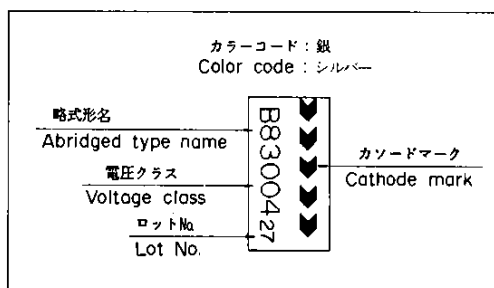 カラーコード：銀
Color code : シルバー
略式形名
Abridged type name
電圧クラス
Voltage class
ロットNo.
Lot No.
B83004 27
カソードマーク
Cathode mark